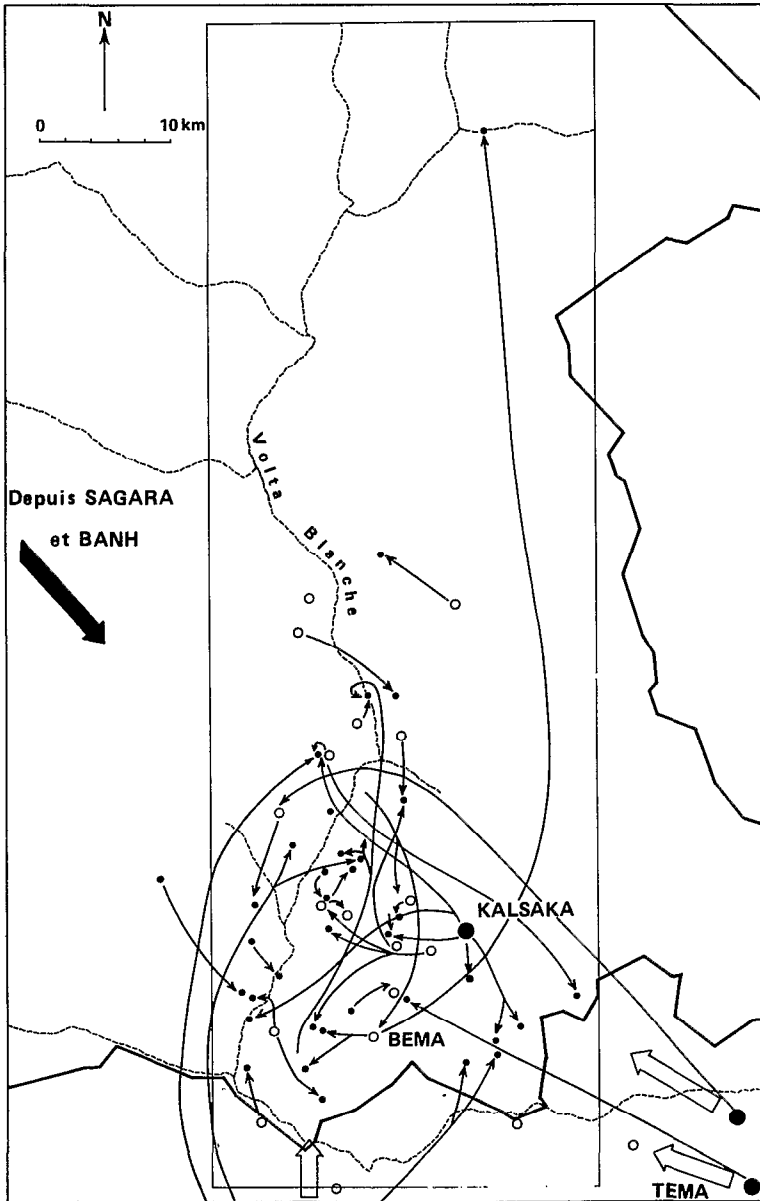 N
0 10 km
Volta
Blanche
Depuis SAGARA
et BANH
KALSAKA
BEMA
TEMA